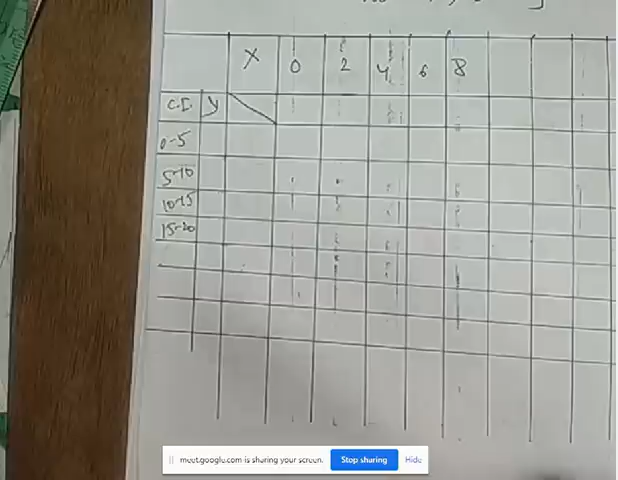 X 0 2 4 6 8
C.I y
0-5
5-10
10-15
15-20
meet.google.com is sharing your screen. Stop sharing Hide